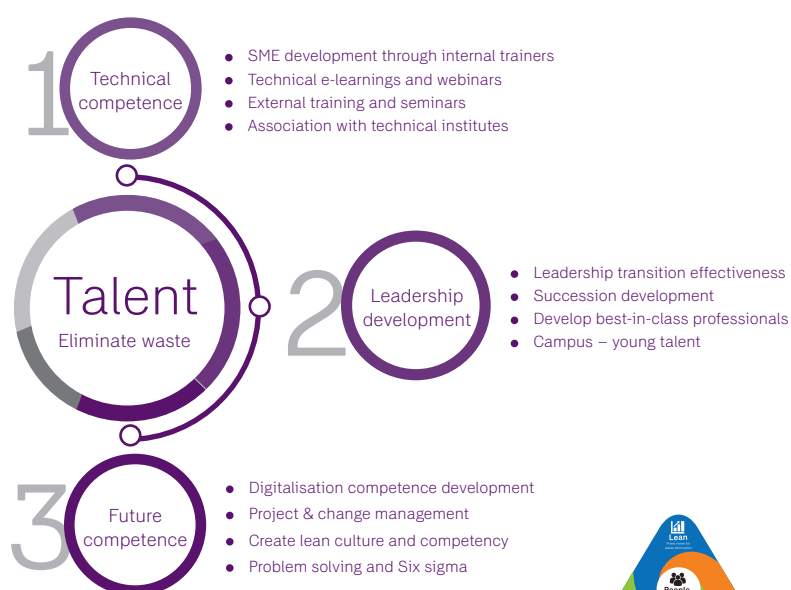 1
Technical
competence
SME development through internal trainers
Technical e-learnings and webinars
External training and seminars
Association with technical institutes
Talent
Eliminate waste
2
Leadership
development
Leadership transition effectiveness
Succession development
Develop best-in-class professionals
Campus – young talent
3
Future
competence
Digitalisation competence development
Project & change management
Create lean culture and competency
Problem solving and Six sigma
Lean
People